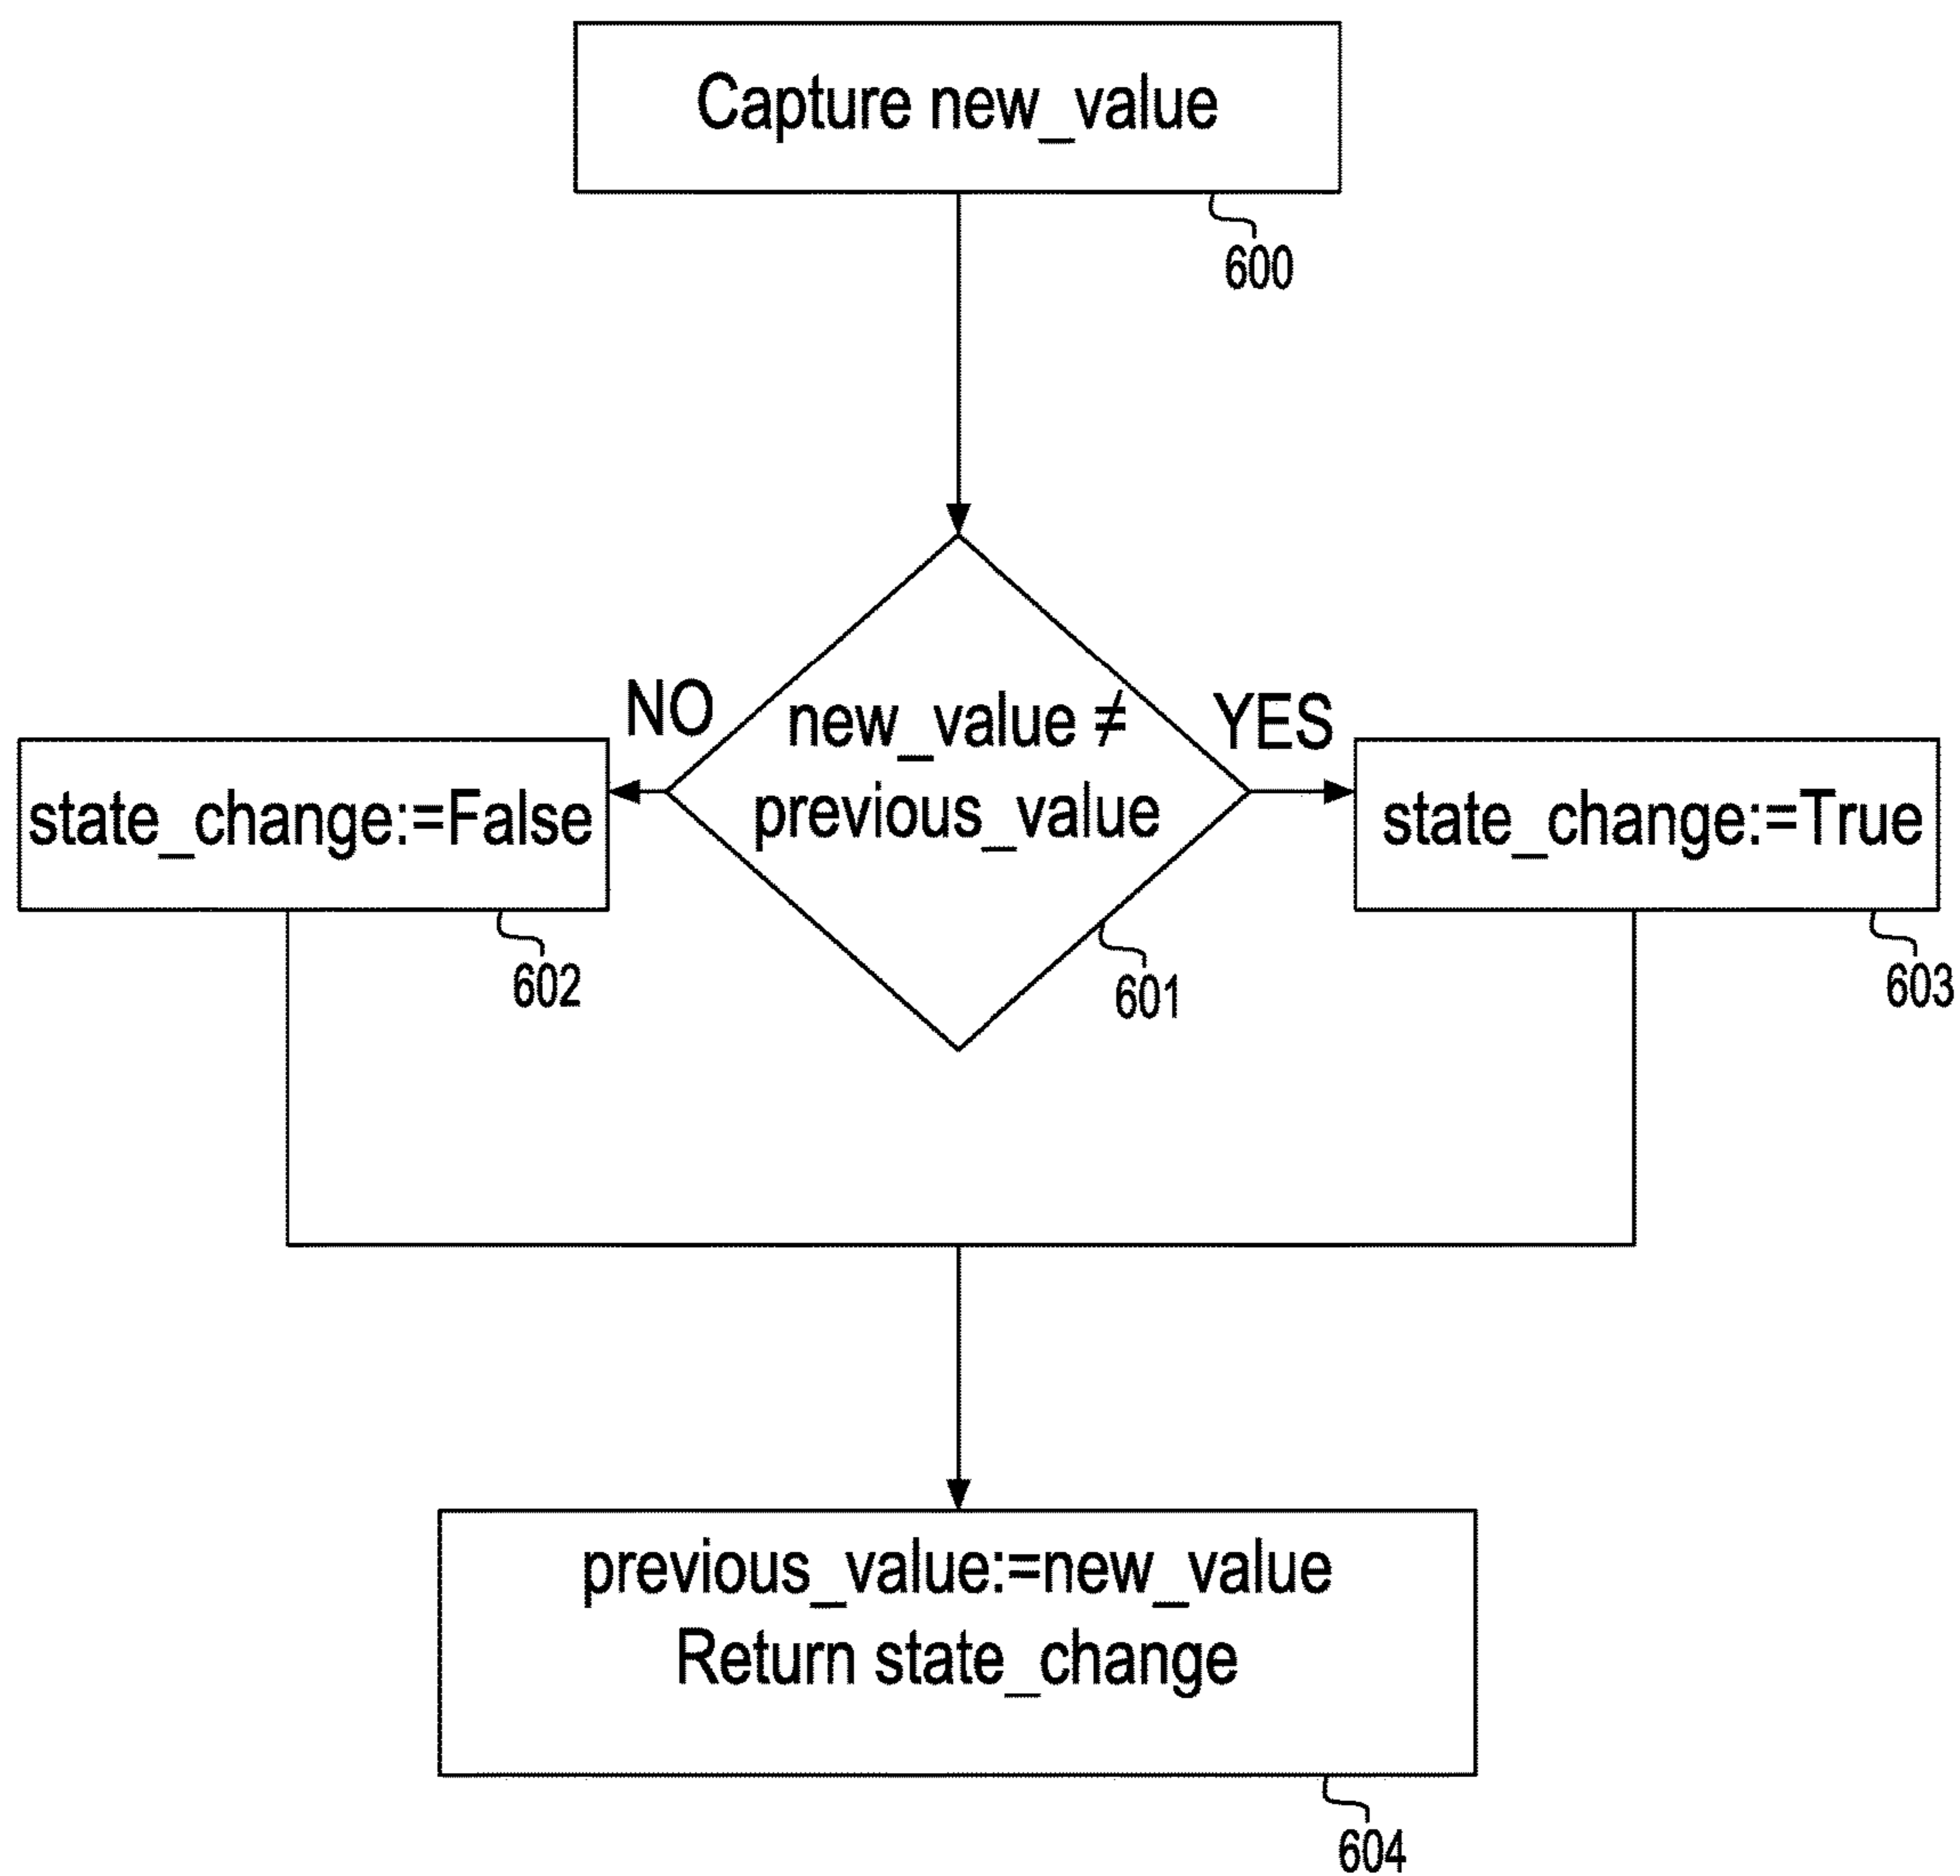 Capture new_value
600
NO
new_value ≠
YES
previous_value
state_change:=False
state_change:=True
602
601
603
previous_value:=new_value
Return state_change
604